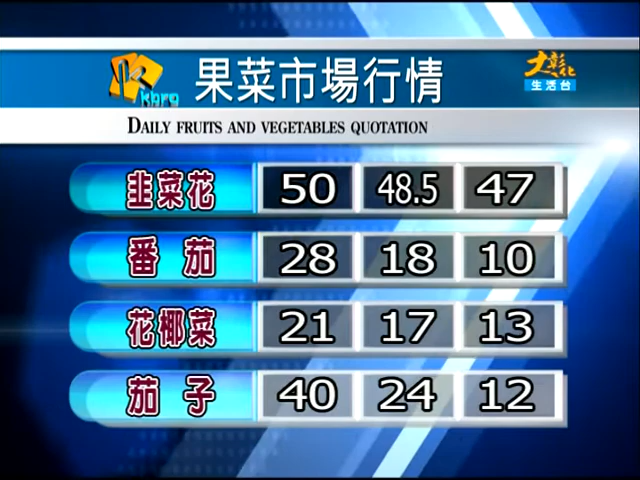 kbro
果菜市場行情
大彰化
生活台
DAILY FRUITS AND VEGETABLES QUOTATION
韭菜花 50 48.5 47
番茄 28 18 10
花椰菜 21 17 13
茄子 40 24 12